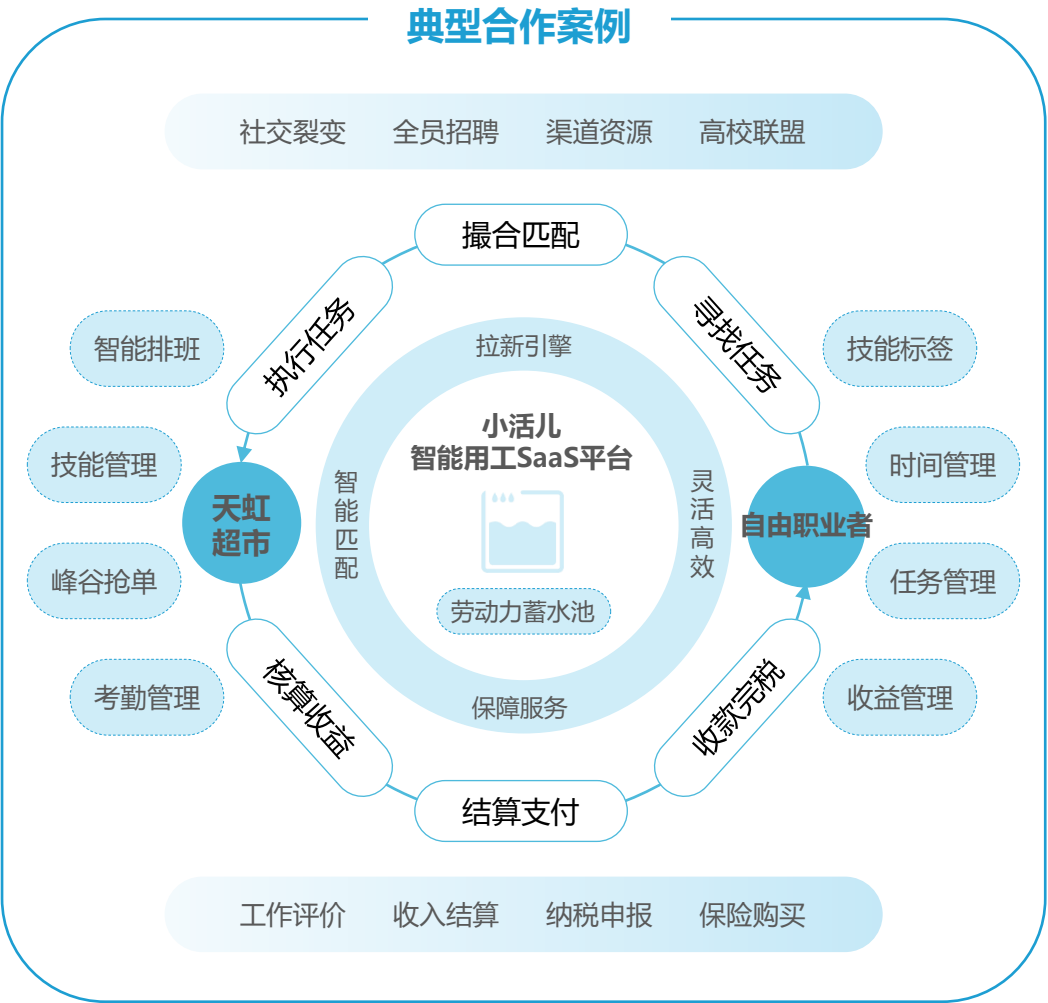 典型合作案例
社交裂变 全员招聘 渠道资源 高校联盟
撮合匹配
执行任务
寻找任务
智能排班
技能管理
峰谷抢单
考勤管理
天虹
超市
拉新引擎
智能匹配
小活儿
智能用工SaaS平台
劳动力蓄水池
灵活高效
保障服务
自由职业者
技能标签
时间管理
任务管理
收益管理
核算收益
收款完税
结算支付
工作评价 收入结算 纳税申报 保险购买